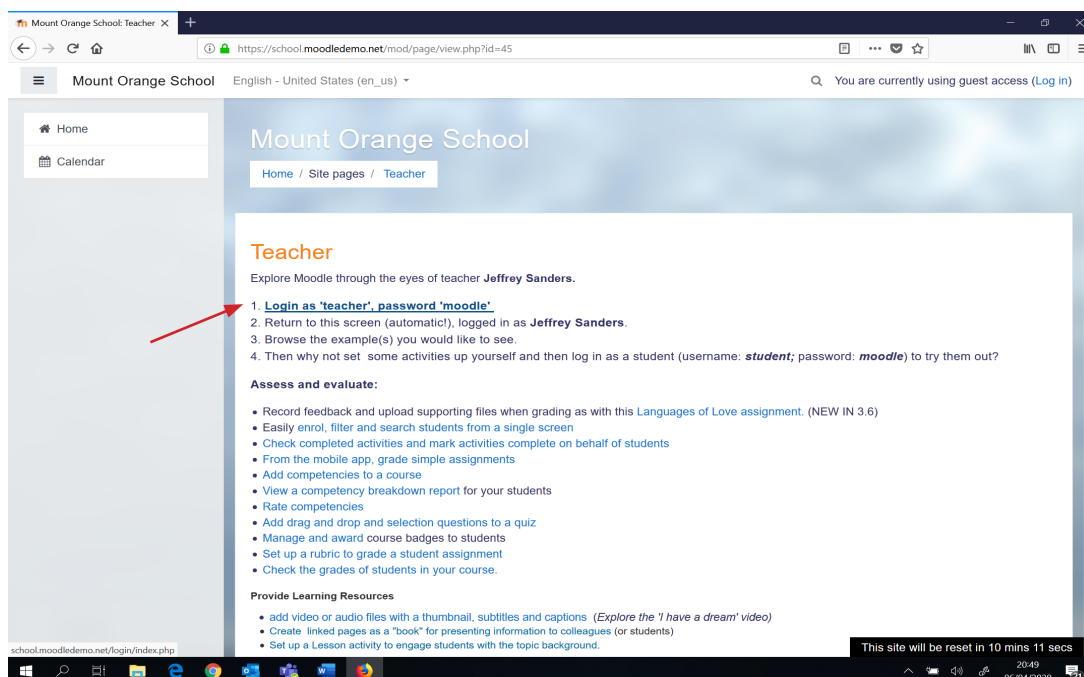 Mount Orange School: Teacher
https://school.moodledemo.net/mod/page/view.php?id=45
Mount Orange School English - United States (en_us) You are currently using guest access (Log in)
Home
Calendar
Mount Orange School
Home / Site pages / Teacher
Teacher
Explore Moodle through the eyes of teacher Jeffrey Sanders.
1. Login as 'teacher', password 'moodle'
2. Return to this screen (automatic!), logged in as Jeffrey Sanders.
3. Browse the example(s) you would like to see.
4. Then why not set some activities up yourself and then log in as a student (username: student; password: moodle) to try them out?
Assess and evaluate:
• Record feedback and upload supporting files when grading as with this Languages of Love assignment. (NEW IN 3.6)
• Easily enrol, filter and search students from a single screen
• Check completed activities and mark activities complete on behalf of students
• From the mobile app, grade simple assignments
• Add competencies to a course
• View a competency breakdown report for your students
• Rate competencies
• Add drag and drop and selection questions to a quiz
• Manage and award course badges to students
• Set up a rubric to grade a student assignment
• Check the grades of students in your course.
Provide Learning Resources
• add video or audio files with a thumbnail, subtitles and captions (Explore the 'I have a dream' video)
• Create linked pages as a "book" for presenting information to colleagues (or students)
• Set up a Lesson activity to engage students with the topic background.
school.moodledemo.net/login/index.php
This site will be reset in 10 mins 11 secs
20:49